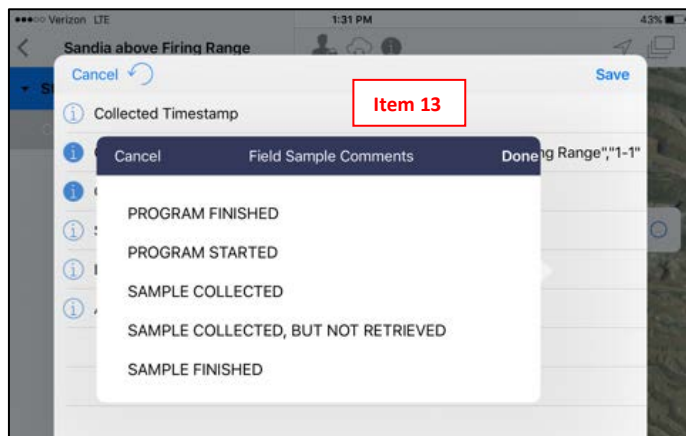 Verizon LTE 1:31 PM 43%
Sandia above Firing Range
Cancel Save
Item 13
Collected Timestamp
Cancel Field Sample Comments Done
ng Range","1-1"
PROGRAM FINISHED
PROGRAM STARTED
SAMPLE COLLECTED
SAMPLE COLLECTED, BUT NOT RETRIEVED
SAMPLE FINISHED